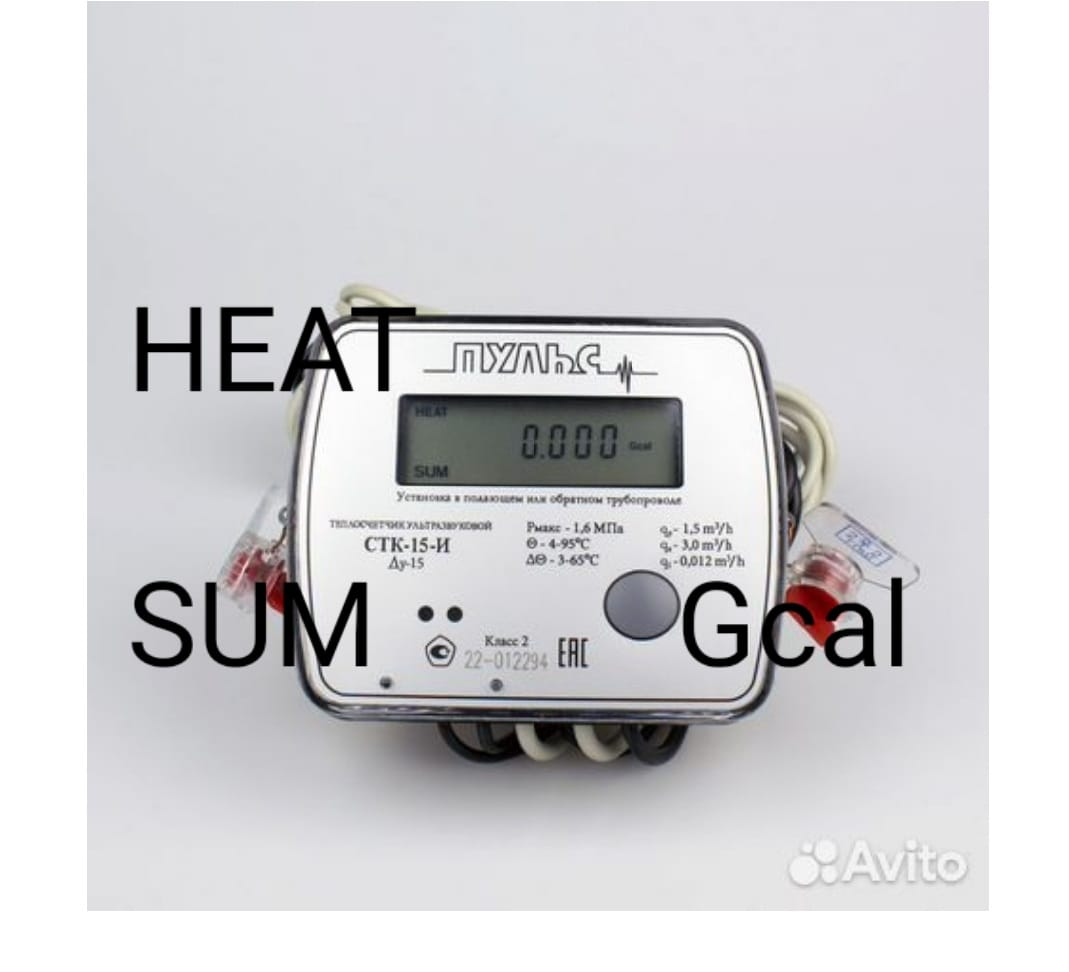 HEAT
ПУЛЬС
HEAT
0.000 Gcal
SUM
Установка в подающем или обратном трубопроводе
ТЕПЛОСЧЕТЧИК УЛЬТРАЗВУКОВОЙ
СТК-15-И
Ду-15
Рмакс - 1,6 МПа
Θ - 4-95°C
ΔΘ - 3-65°C
qₚ - 1,5 m³/h
qₛ - 3,0 m³/h
qᵢ - 0,012 m³/h
SUM
Gcal
Класс 2
22-012294
EAC
Avito